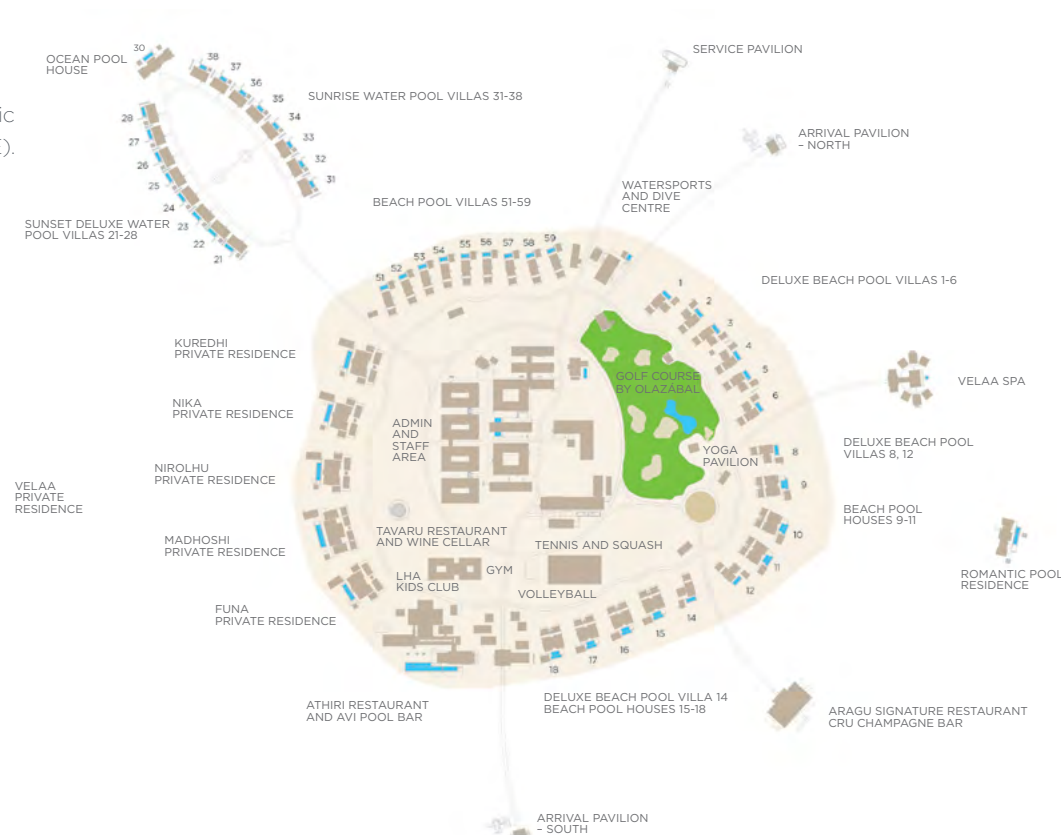 30
OCEAN POOL
HOUSE
38
37
36
35
34
33
32
31
SUNRISE WATER POOL VILLAS 31-38
SERVICE PAVILION
ic
E).
28
27
26
25
24
23
22
21
SUNSET DELUXE WATER
POOL VILLAS 21-28
ARRIVAL PAVILION
– NORTH
WATERSPORTS
AND DIVE
CENTRE
BEACH POOL VILLAS 51-59
51
52
53
54
55
56
57
58
59
DELUXE BEACH POOL VILLAS 1-6
1
2
3
4
5
6
KUREDHI
PRIVATE RESIDENCE
NIKA
PRIVATE RESIDENCE
NIROLHU
PRIVATE RESIDENCE
VELAA
PRIVATE
RESIDENCE
MADHOSHI
PRIVATE RESIDENCE
FUNA
PRIVATE RESIDENCE
GOLF COURSE
BY OLAZÁBAL
VELAA SPA
ADMIN
AND
STAFF
AREA
YOGA
PAVILION
DELUXE BEACH POOL
VILLAS 8, 12
8
9
10
11
12
BEACH POOL
HOUSES 9-11
TAVARU RESTAURANT
AND WINE CELLAR
TENNIS AND SQUASH
LHA
KIDS CLUB
GYM
VOLLEYBALL
ROMANTIC POOL
RESIDENCE
14
15
16
17
18
ATHIRI RESTAURANT
AND AVI POOL BAR
DELUXE BEACH POOL VILLA 14
BEACH POOL HOUSES 15-18
ARAGU SIGNATURE RESTAURANT
CRU CHAMPAGNE BAR
ARRIVAL PAVILION
– SOUTH